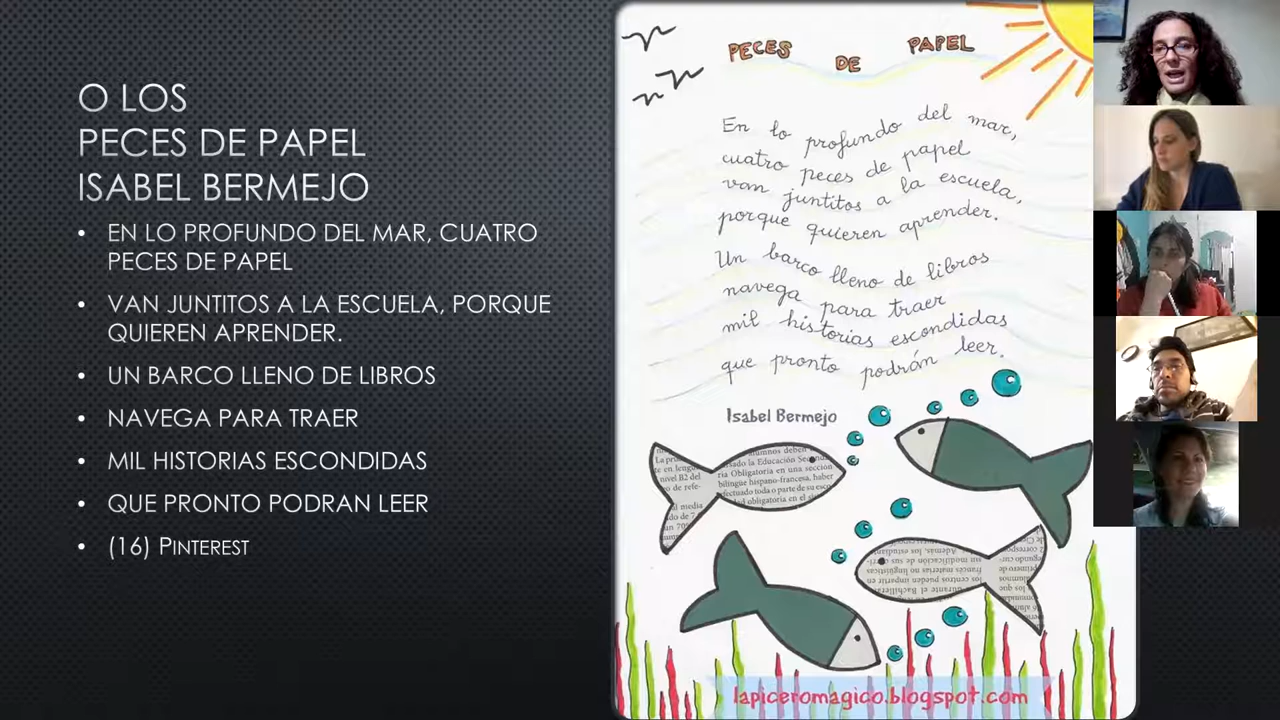 O LOS
PECES DE PAPEL
ISABEL BERMEJO
• EN LO PROFUNDO DEL MAR, CUATRO
PECES DE PAPEL
• VAN JUNTITOS A LA ESCUELA, PORQUE
QUIEREN APRENDER.
• UN BARCO LLENO DE LIBROS
• NAVEGA PARA TRAER
• MIL HISTORIAS ESCONDIDAS
• QUE PRONTO PODRAN LEER
• (16) PINTEREST
PECES DE PAPEL
En lo profundo del mar,
cuatro peces de papel
van juntitos a la escuela,
porque quieren aprender.
Un barco lleno de libros
navega para traer
mil historias escondidas
que pronto podrán leer.
Isabel Bermejo
lapiceromagico.blogspot.com